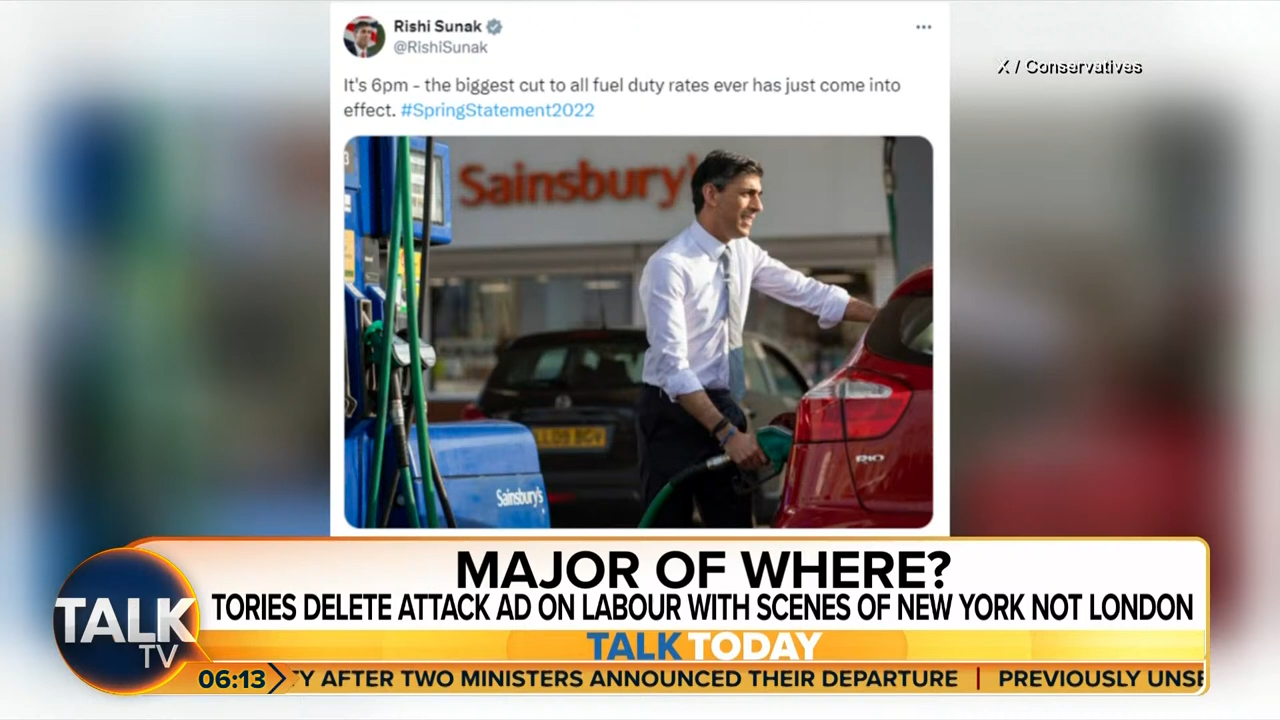 Rishi Sunak
@RishiSunak
X / Conservatives
It's 6pm - the biggest cut to all fuel duty rates ever has just come into
effect. #SpringStatement2022
Sainsbury's
Sainsbury's
RIO
MAJOR OF WHERE?
TORIES DELETE ATTACK AD ON LABOUR WITH SCENES OF NEW YORK NOT LONDON
TALK TODAY
TALK
TV
06:13
TY AFTER TWO MINISTERS ANNOUNCED THEIR DEPARTURE | PREVIOUSLY UNSE